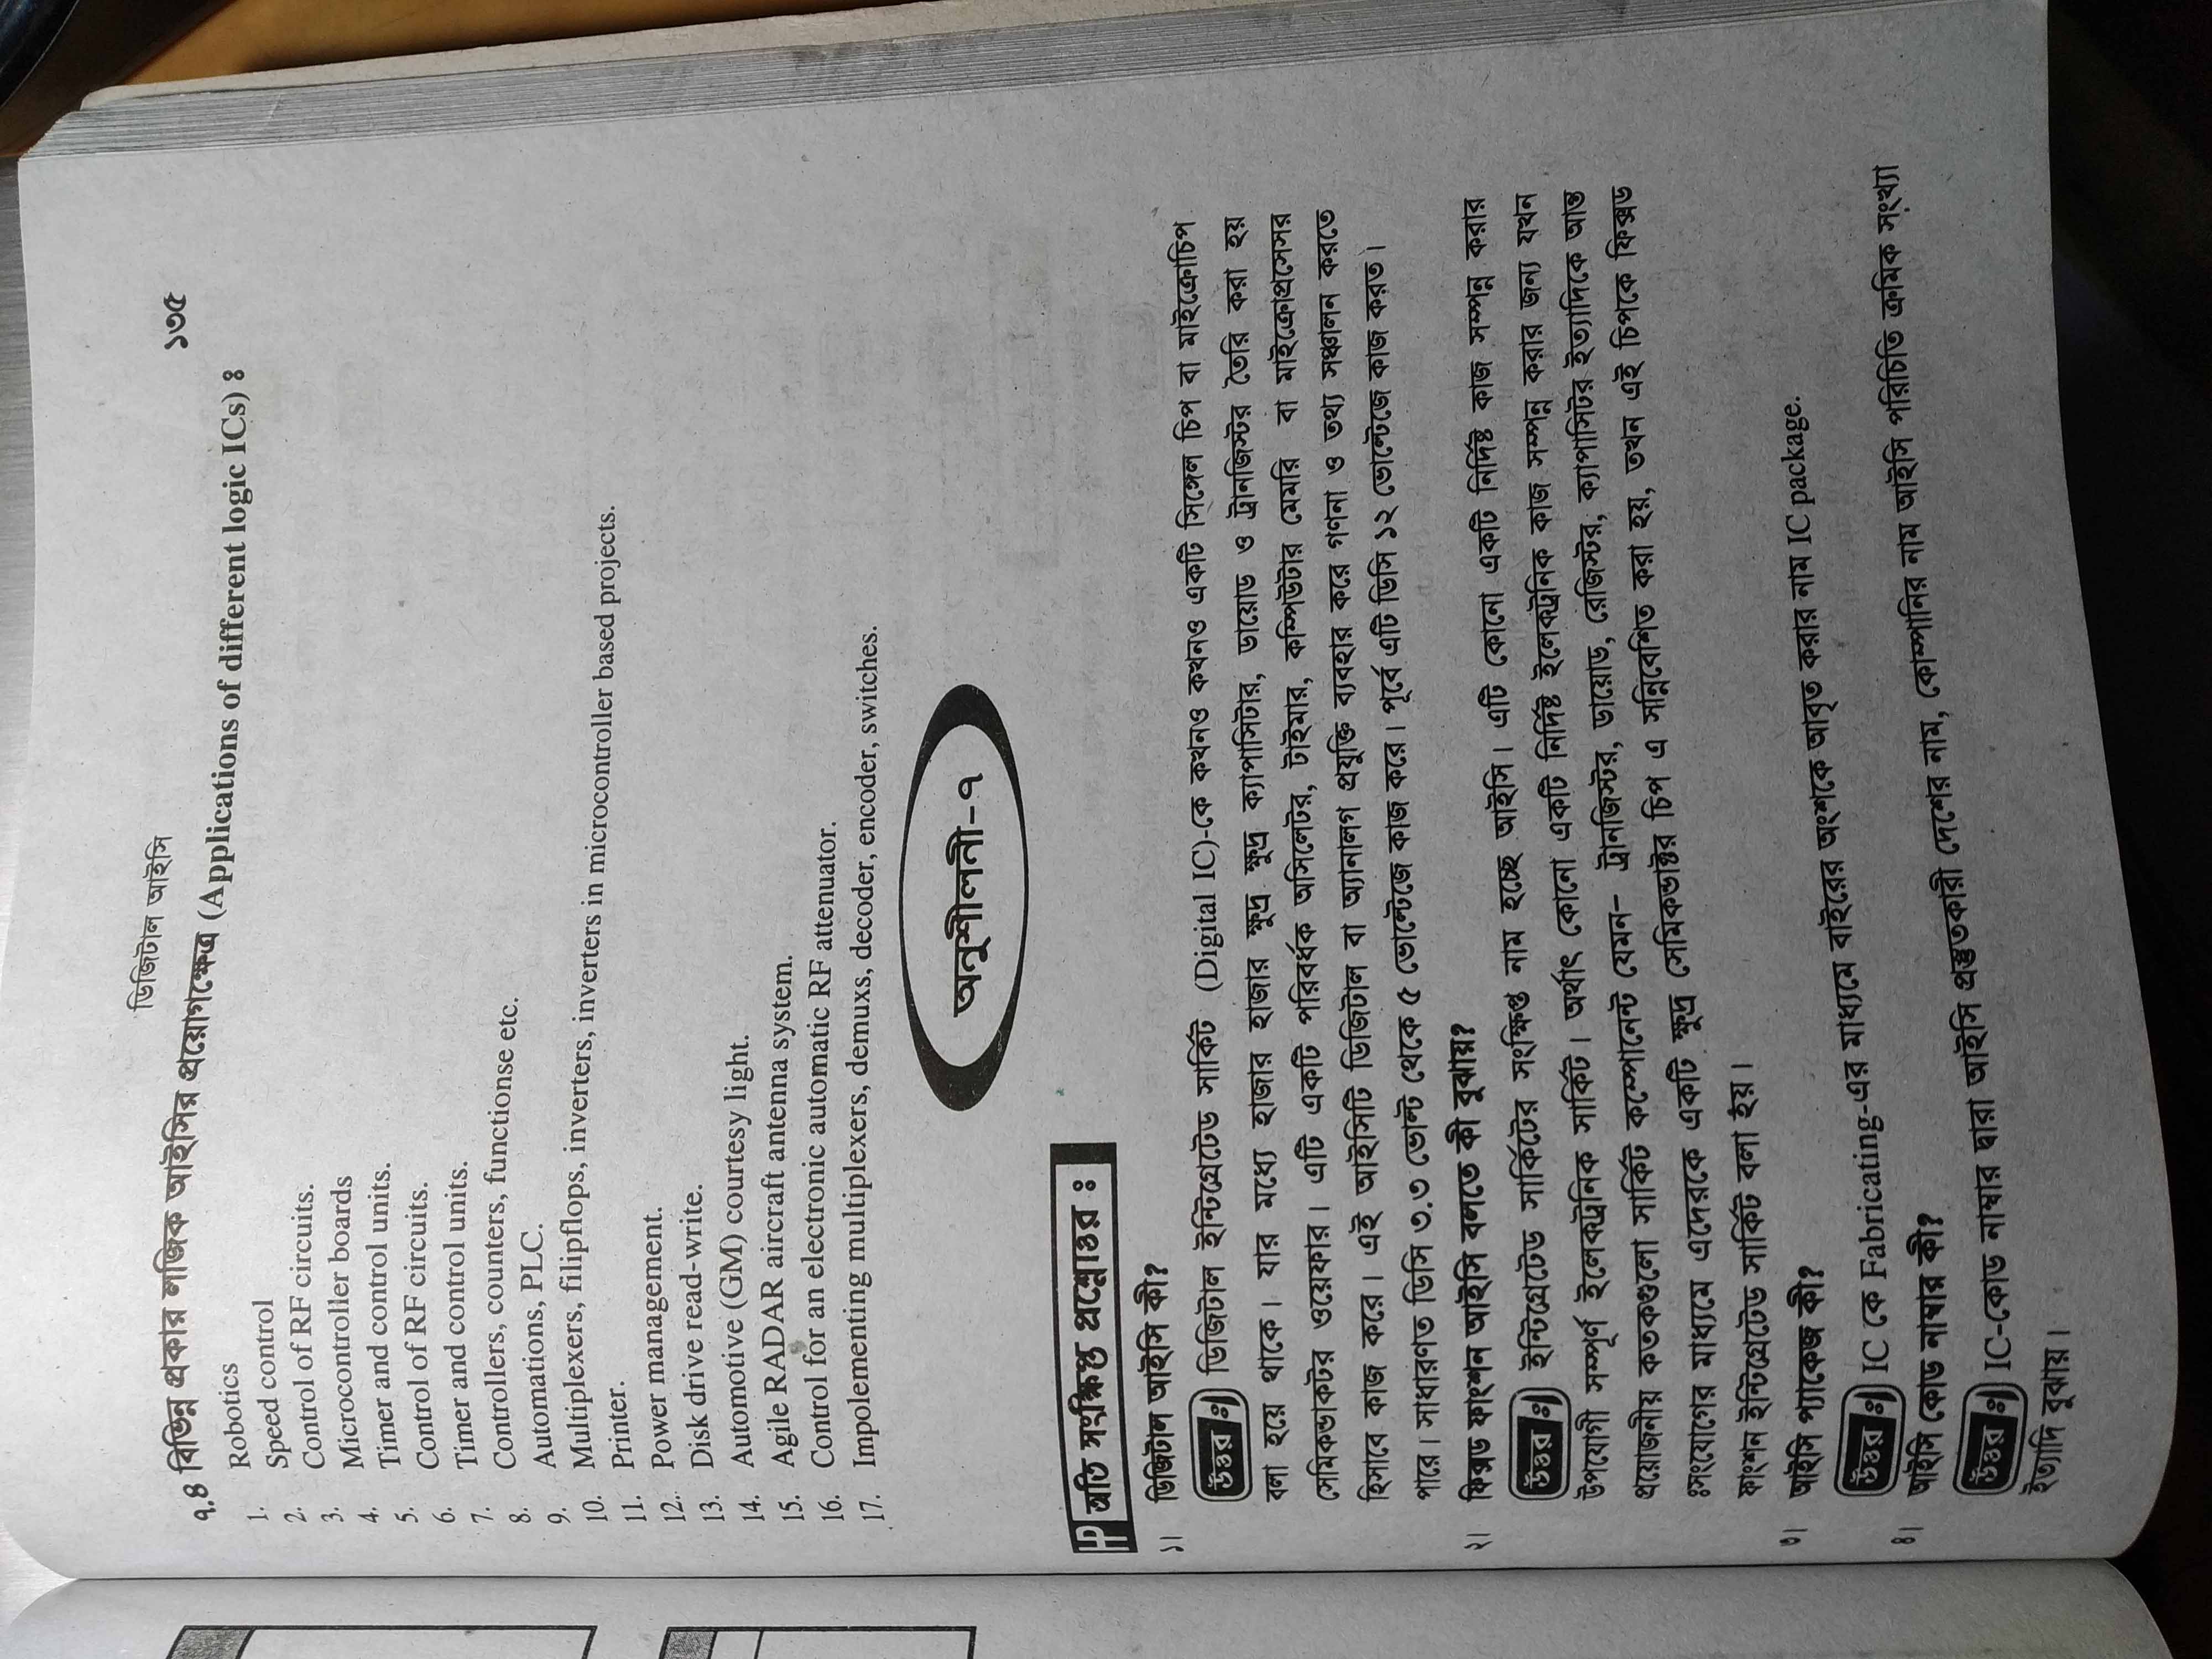 ডিজিটাল আইসি
১৩৫
৭.৪ বিভিন্ন প্রকার লজিক আইসির প্রয়োগক্ষেত্র (Applications of different logic ICs) ঃ
1. Robotics
2. Speed control
3. Control of RF circuits.
4. Microcontroller boards
5. Timer and control units.
6. Control of RF circuits.
7. Timer and control units.
8. Controllers, counters, functionse etc.
9. Automations, PLC.
10. Multiplexers, filipflops, inverters, inverters in microcontroller based projects.
11. Printer.
12. Power management.
13. Disk drive read-write.
14. Automotive (GM) courtesy light.
15. Agile RADAR aircraft antenna system.
16. Control for an electronic automatic RF attenuator.
17. Impolementing multiplexers, demuxs, decoder, encoder, switches.
অনুশীলনী-৭
অতি সংক্ষিপ্ত প্রশ্নোত্তর ঃ
১। ডিজিটাল আইসি কী?
উত্তর ঃ ডিজিটাল ইন্টিগ্রেটেড সার্কিট (Digital IC)-কে কখনও কখনও একটি সিঙ্গেল চিপ বা মাইক্রোচিপ
বলা হয়ে থাকে। যার মধ্যে হাজার হাজার ক্ষুদ্র ক্ষুদ্র ক্যাপাসিটার, ডায়োড ও ট্রানজিস্টর তৈরি করা হয়
সেমিকন্ডাকটর ওয়েফার। এটি একটি পরিবর্ধক অসিলেটর, টাইমার, কম্পিউটার মেমরি বা মাইক্রোপ্রসেসর
হিসাবে কাজ করে। এই আইসিটি ডিজিটাল বা অ্যানালগ প্রযুক্তি ব্যবহার করে গণনা ও তথ্য সঞ্চালন করতে
পারে। সাধারণত ডিসি ৩.৩ ভোল্ট থেকে ৫ ভোল্টেজে কাজ করে। পূর্বে এটি ডিসি ১২ ভোল্টেজে কাজ করত।
২। ফিক্সড ফাংশন আইসি বলতে কী বুঝায়?
উত্তর ঃ ইন্টিগ্রেটেড সার্কিটের সংক্ষিপ্ত নাম হচ্ছে আইসি। এটি কোনো একটি নির্দিষ্ট কাজ সম্পন্ন করার
উপযোগী সম্পূর্ণ ইলেকট্রনিক সার্কিট। অর্থাৎ কোনো একটি নির্দিষ্ট ইলেকট্রনিক কাজ সম্পন্ন করার জন্য যখন
প্রয়োজনীয় কতকগুলো সার্কিট কম্পোনেন্ট যেমন– ট্রানজিস্টর, ডায়োড, রেজিস্টর, ক্যাপাসিটর ইত্যাদিকে আন্ত
ঃসংযোগের মাধ্যমে এদেরকে একটি ক্ষুদ্র সেমিকন্ডাক্টর চিপ এ সন্নিবেশিত করা হয়, তখন এই চিপকে ফিক্সড
ফাংশন ইন্টিগ্রেটেড সার্কিট বলা হয়।
৩। আইসি প্যাকেজ কী?
উত্তর ঃ IC কে Fabricating-এর মাধ্যমে বাইরের অংশকে আবৃত করার নাম IC package.
৪। আইসি কোড নাম্বার কী?
উত্তর ঃ IC-কোড নাম্বার দ্বারা আইসি প্রস্তুতকারী দেশের নাম, কোম্পানির নাম আইসি পরিচিতি ক্রমিক সংখ্যা
ইত্যাদি বুঝায়।